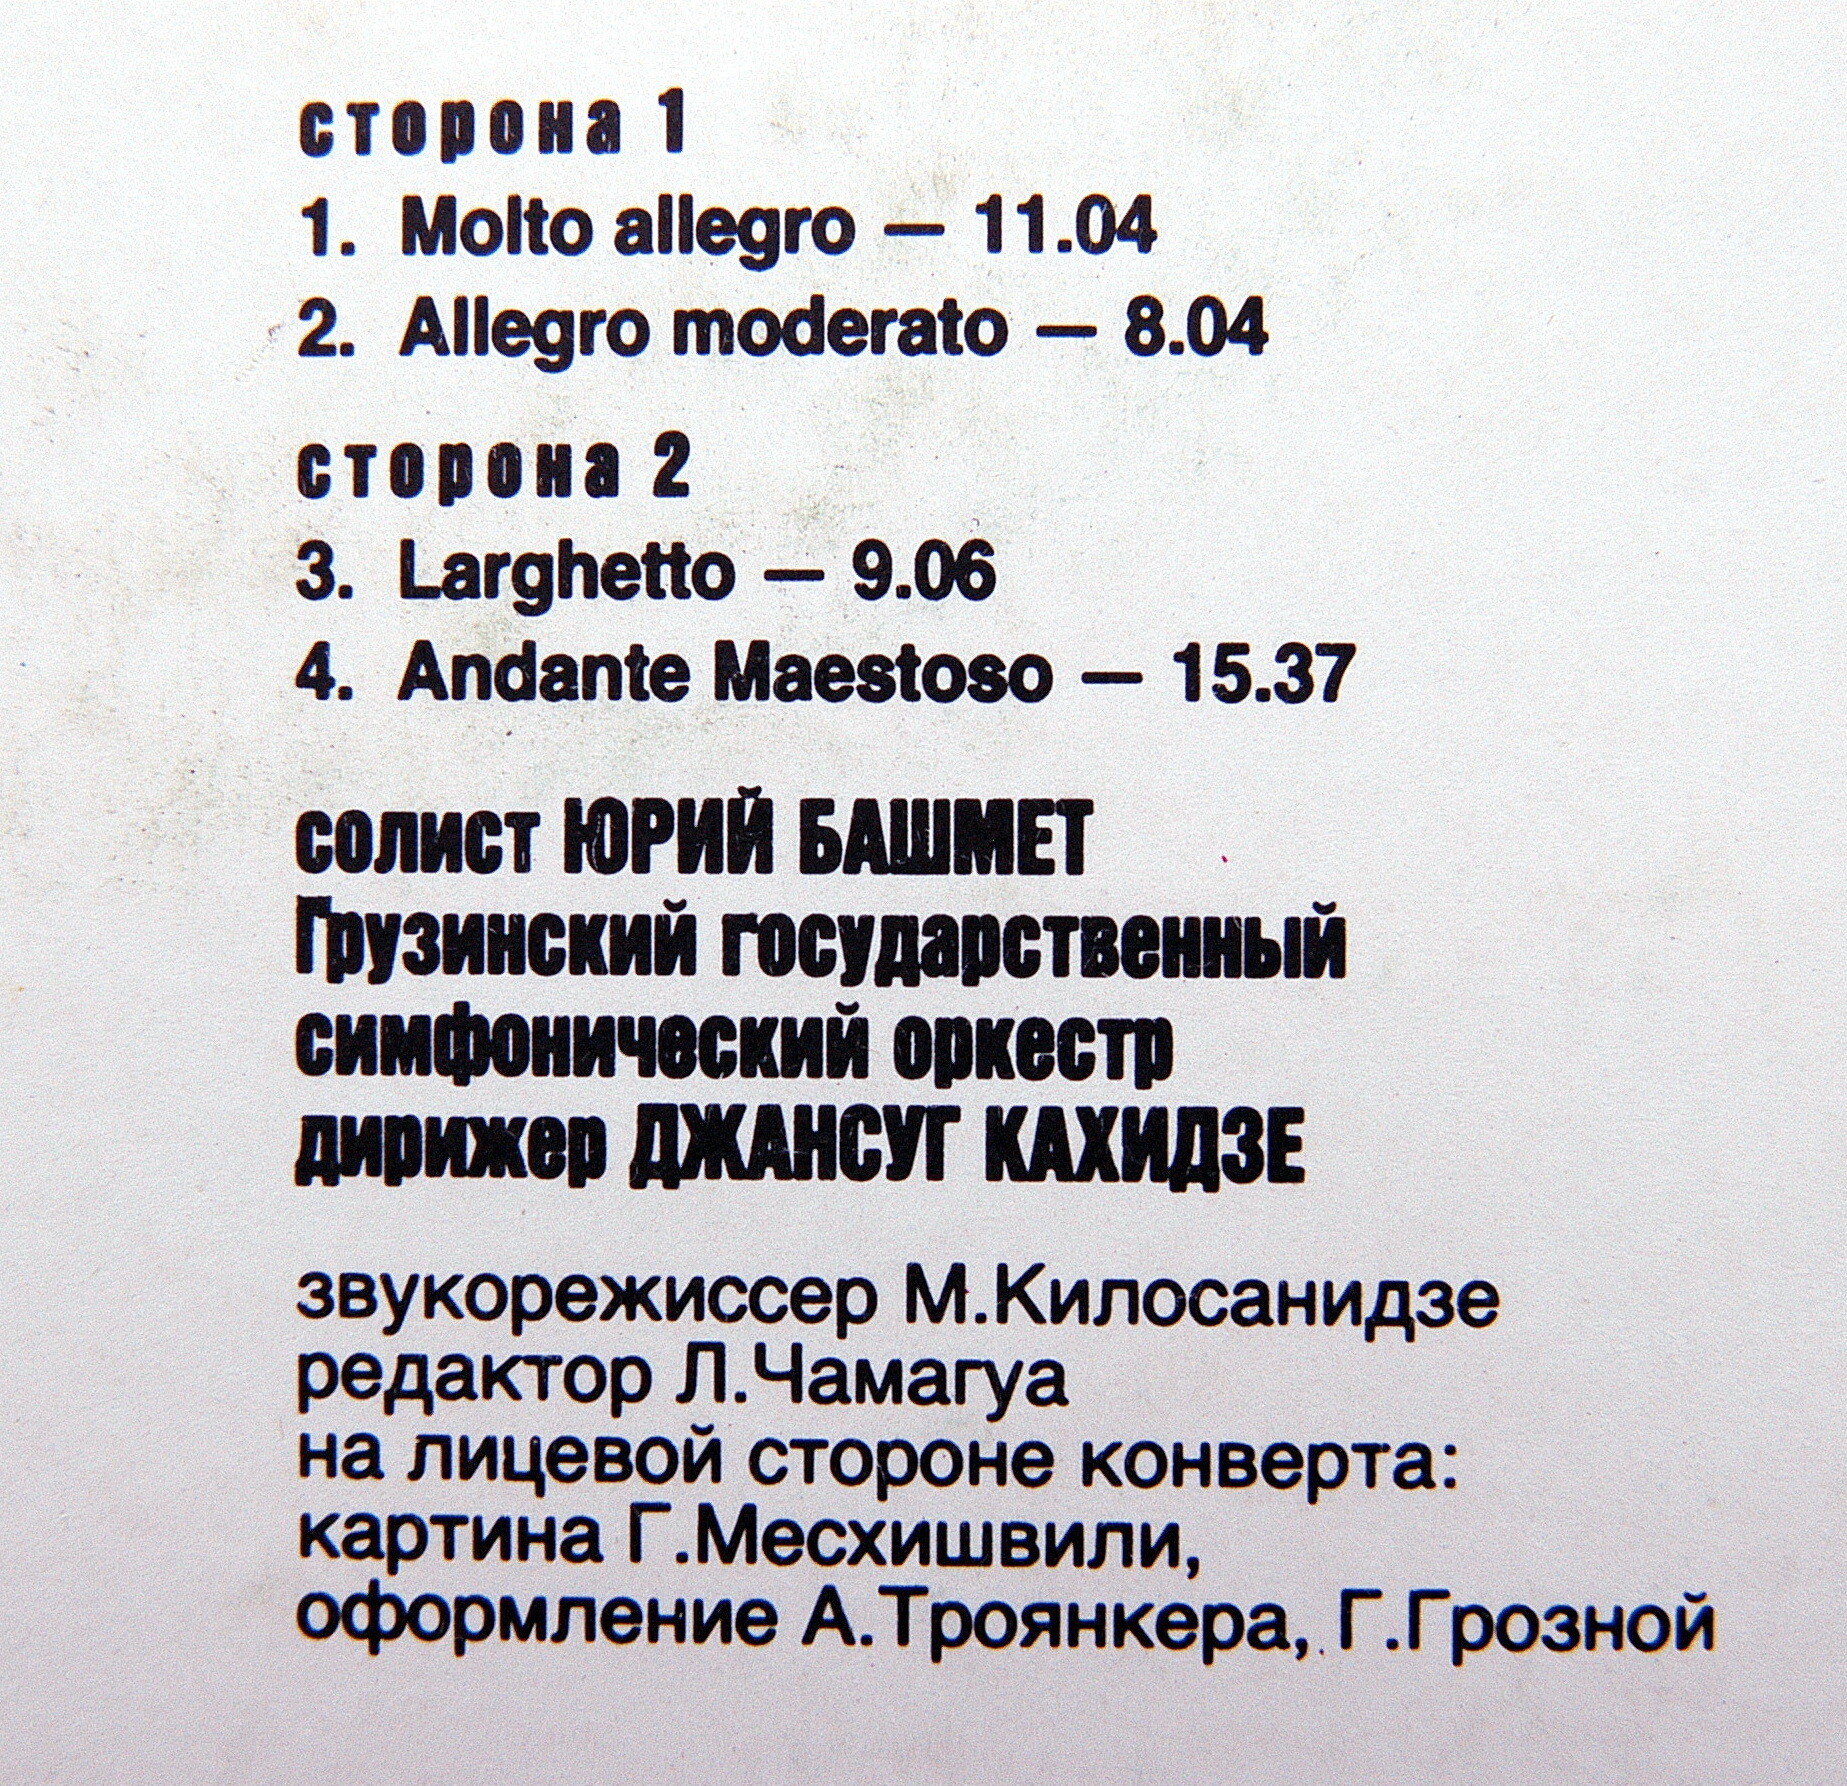 сторона 1
1. Molto allegro — 11.04
2. Allegro moderato — 8.04
сторона 2
3. Larghetto — 9.06
4. Andante Maestoso — 15.37
солист ЮРИЙ БАШМЕТ
Грузинский государственный
симфонический оркестр
дирижер ДЖАНСУГ КАХИДЗЕ
звукорежиссер М.Килосанидзе
редактор Л.Чамагуа
на лицевой стороне конверта:
картина Г.Месхишвили,
оформление А.Троянкера, Г.Грозной